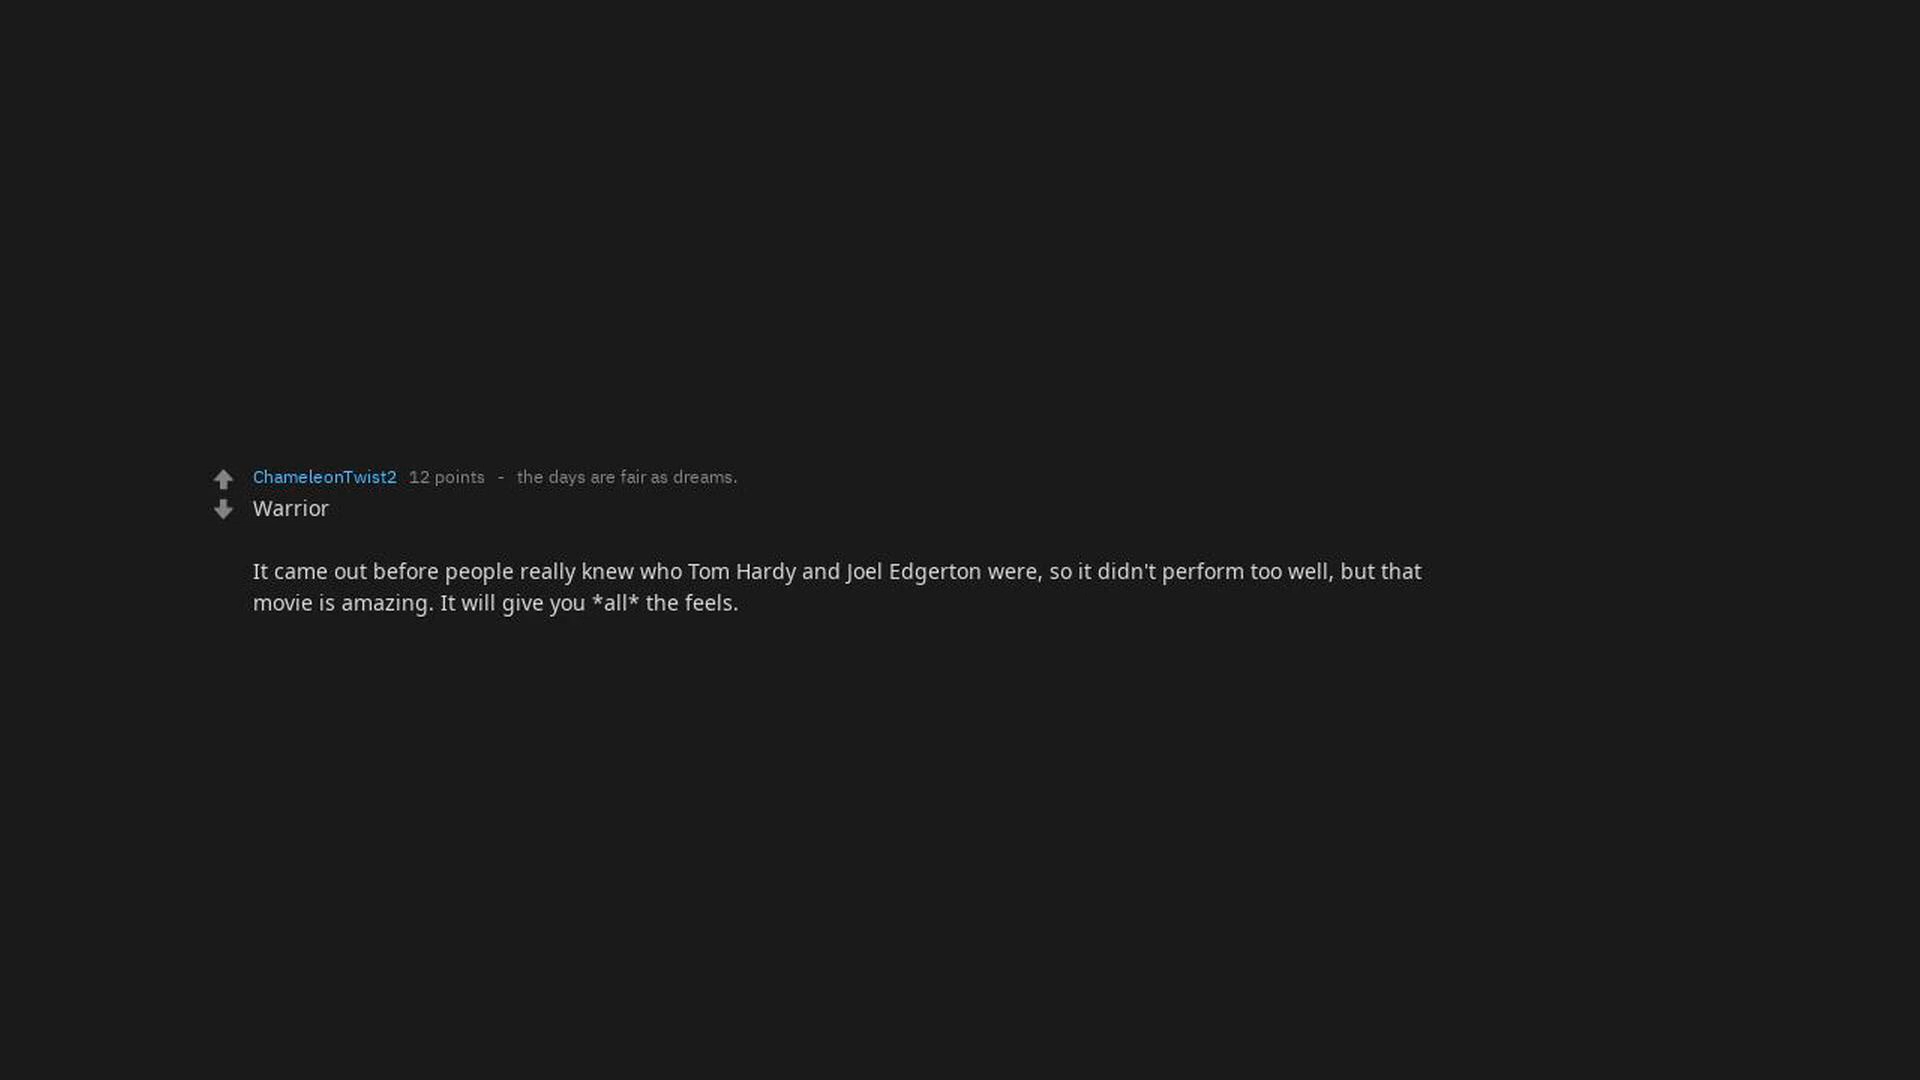 ChameleonTwist2 12 points - the days are fair as dreams.
Warrior
It came out before people really knew who Tom Hardy and Joel Edgerton were, so it didn't perform too well, but that
movie is amazing. It will give you *all* the feels.